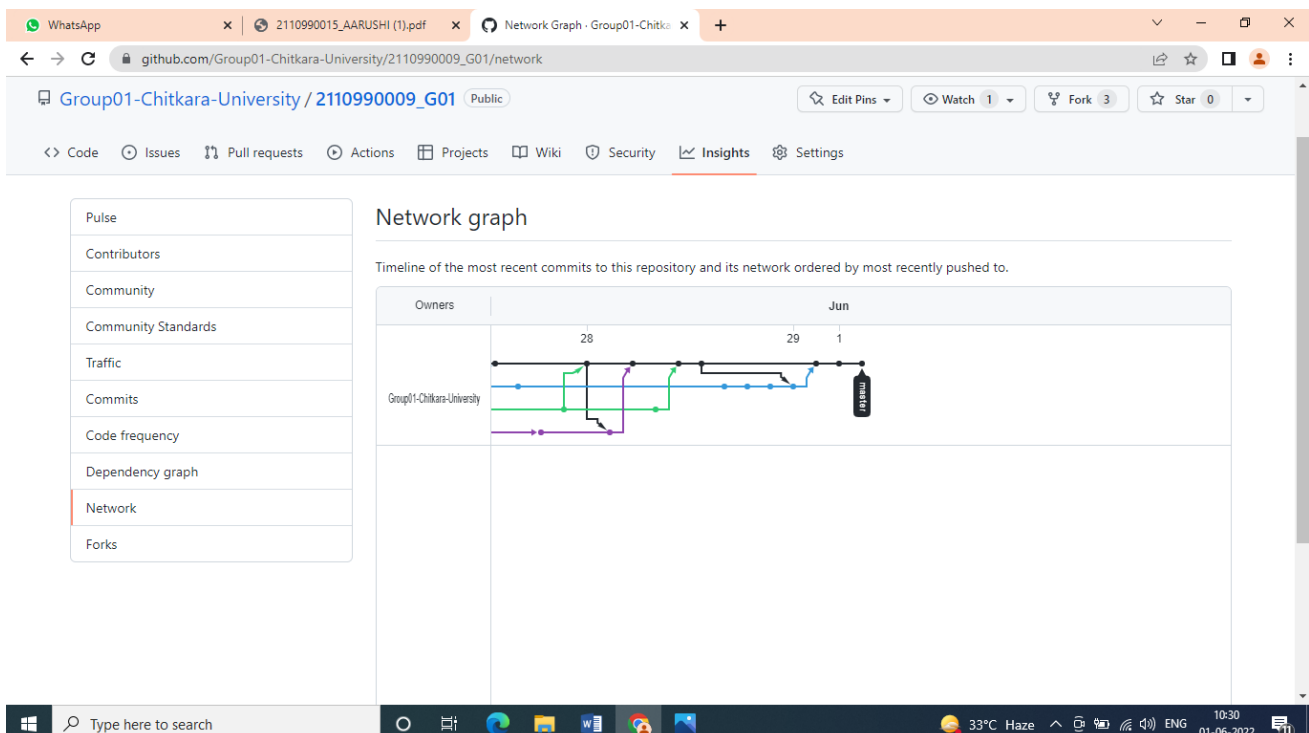 WhatsApp
2110990015_AARUSHI (1).pdf
Network Graph · Group01-Chitka
github.com/Group01-Chitkara-University/2110990009_G01/network
Group01-Chitkara-University / 2110990009_G01 Public
Edit Pins Watch 1 Fork 3 Star 0
Code Issues Pull requests Actions Projects Wiki Security Insights Settings
Pulse
Contributors
Community
Community Standards
Traffic
Commits
Code frequency
Dependency graph
Network
Forks
Network graph
Timeline of the most recent commits to this repository and its network ordered by most recently pushed to.
Owners Jun
28 29 1
Group01-Chitkara-University
master
Type here to search
W
33°C Haze
ENG
10:30
01-06-2022
11